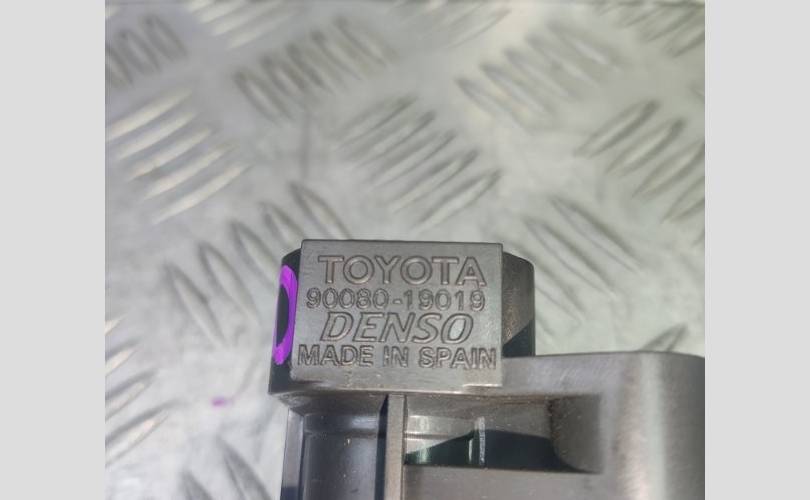 TOYOTA
90080-19019
DENSO
MADE IN SPAIN